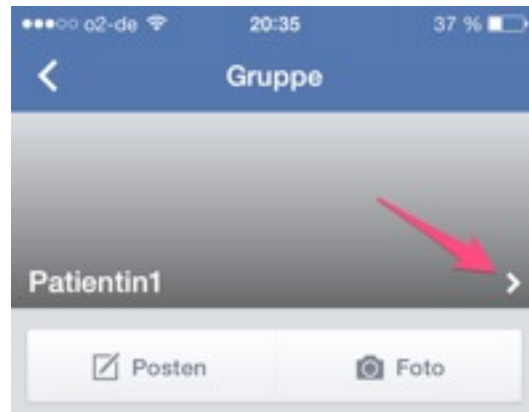 o2-de 20:35 37 %
Gruppe
Patientin1
Posten Foto